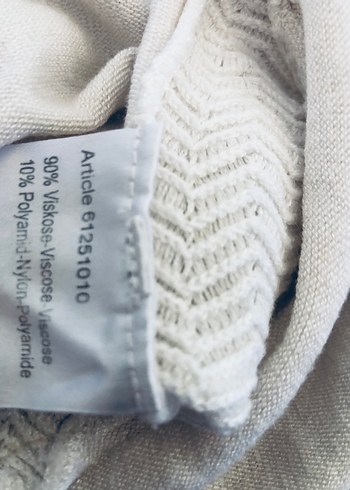 Article 61251010
90% Viskose-Viscose-Viscose
10% Polyamid-Nylon-Polyamide